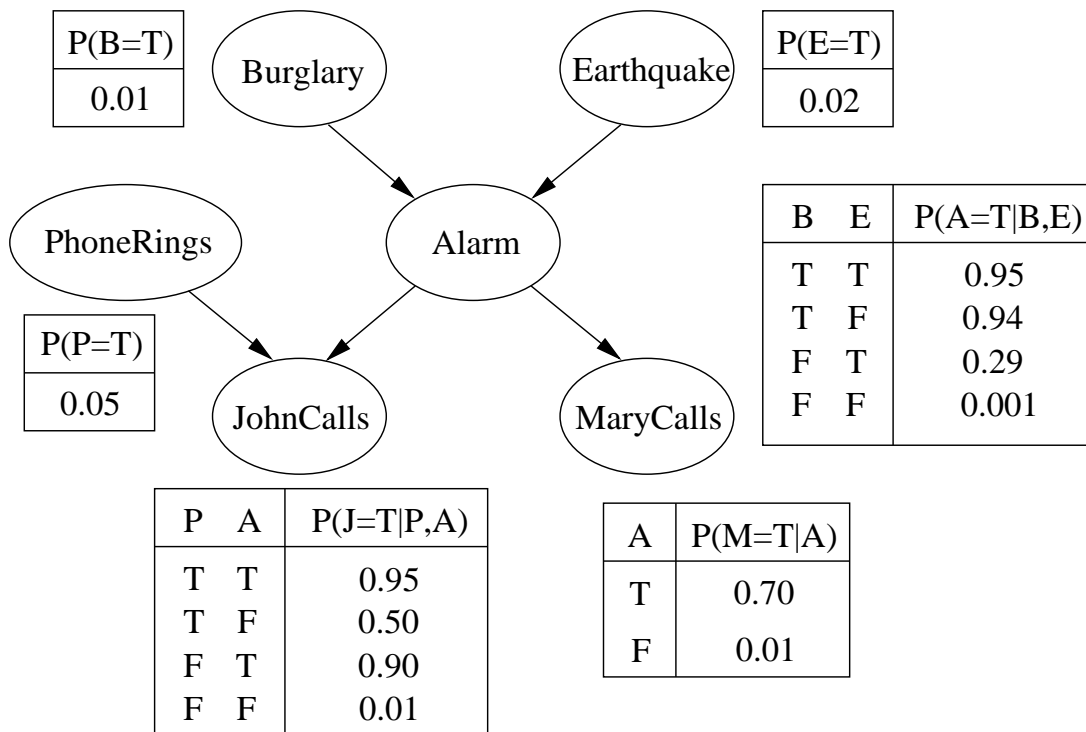 P(B=T)
0.01
Burglary
Earthquake
P(E=T)
0.02
PhoneRings
Alarm
B E P(A=T|B,E)
T T 0.95
T F 0.94
F T 0.29
F F 0.001
P(P=T)
0.05
JohnCalls
MaryCalls
P A P(J=T|P,A)
T T 0.95
T F 0.50
F T 0.90
F F 0.01
A P(M=T|A)
T 0.70
F 0.01